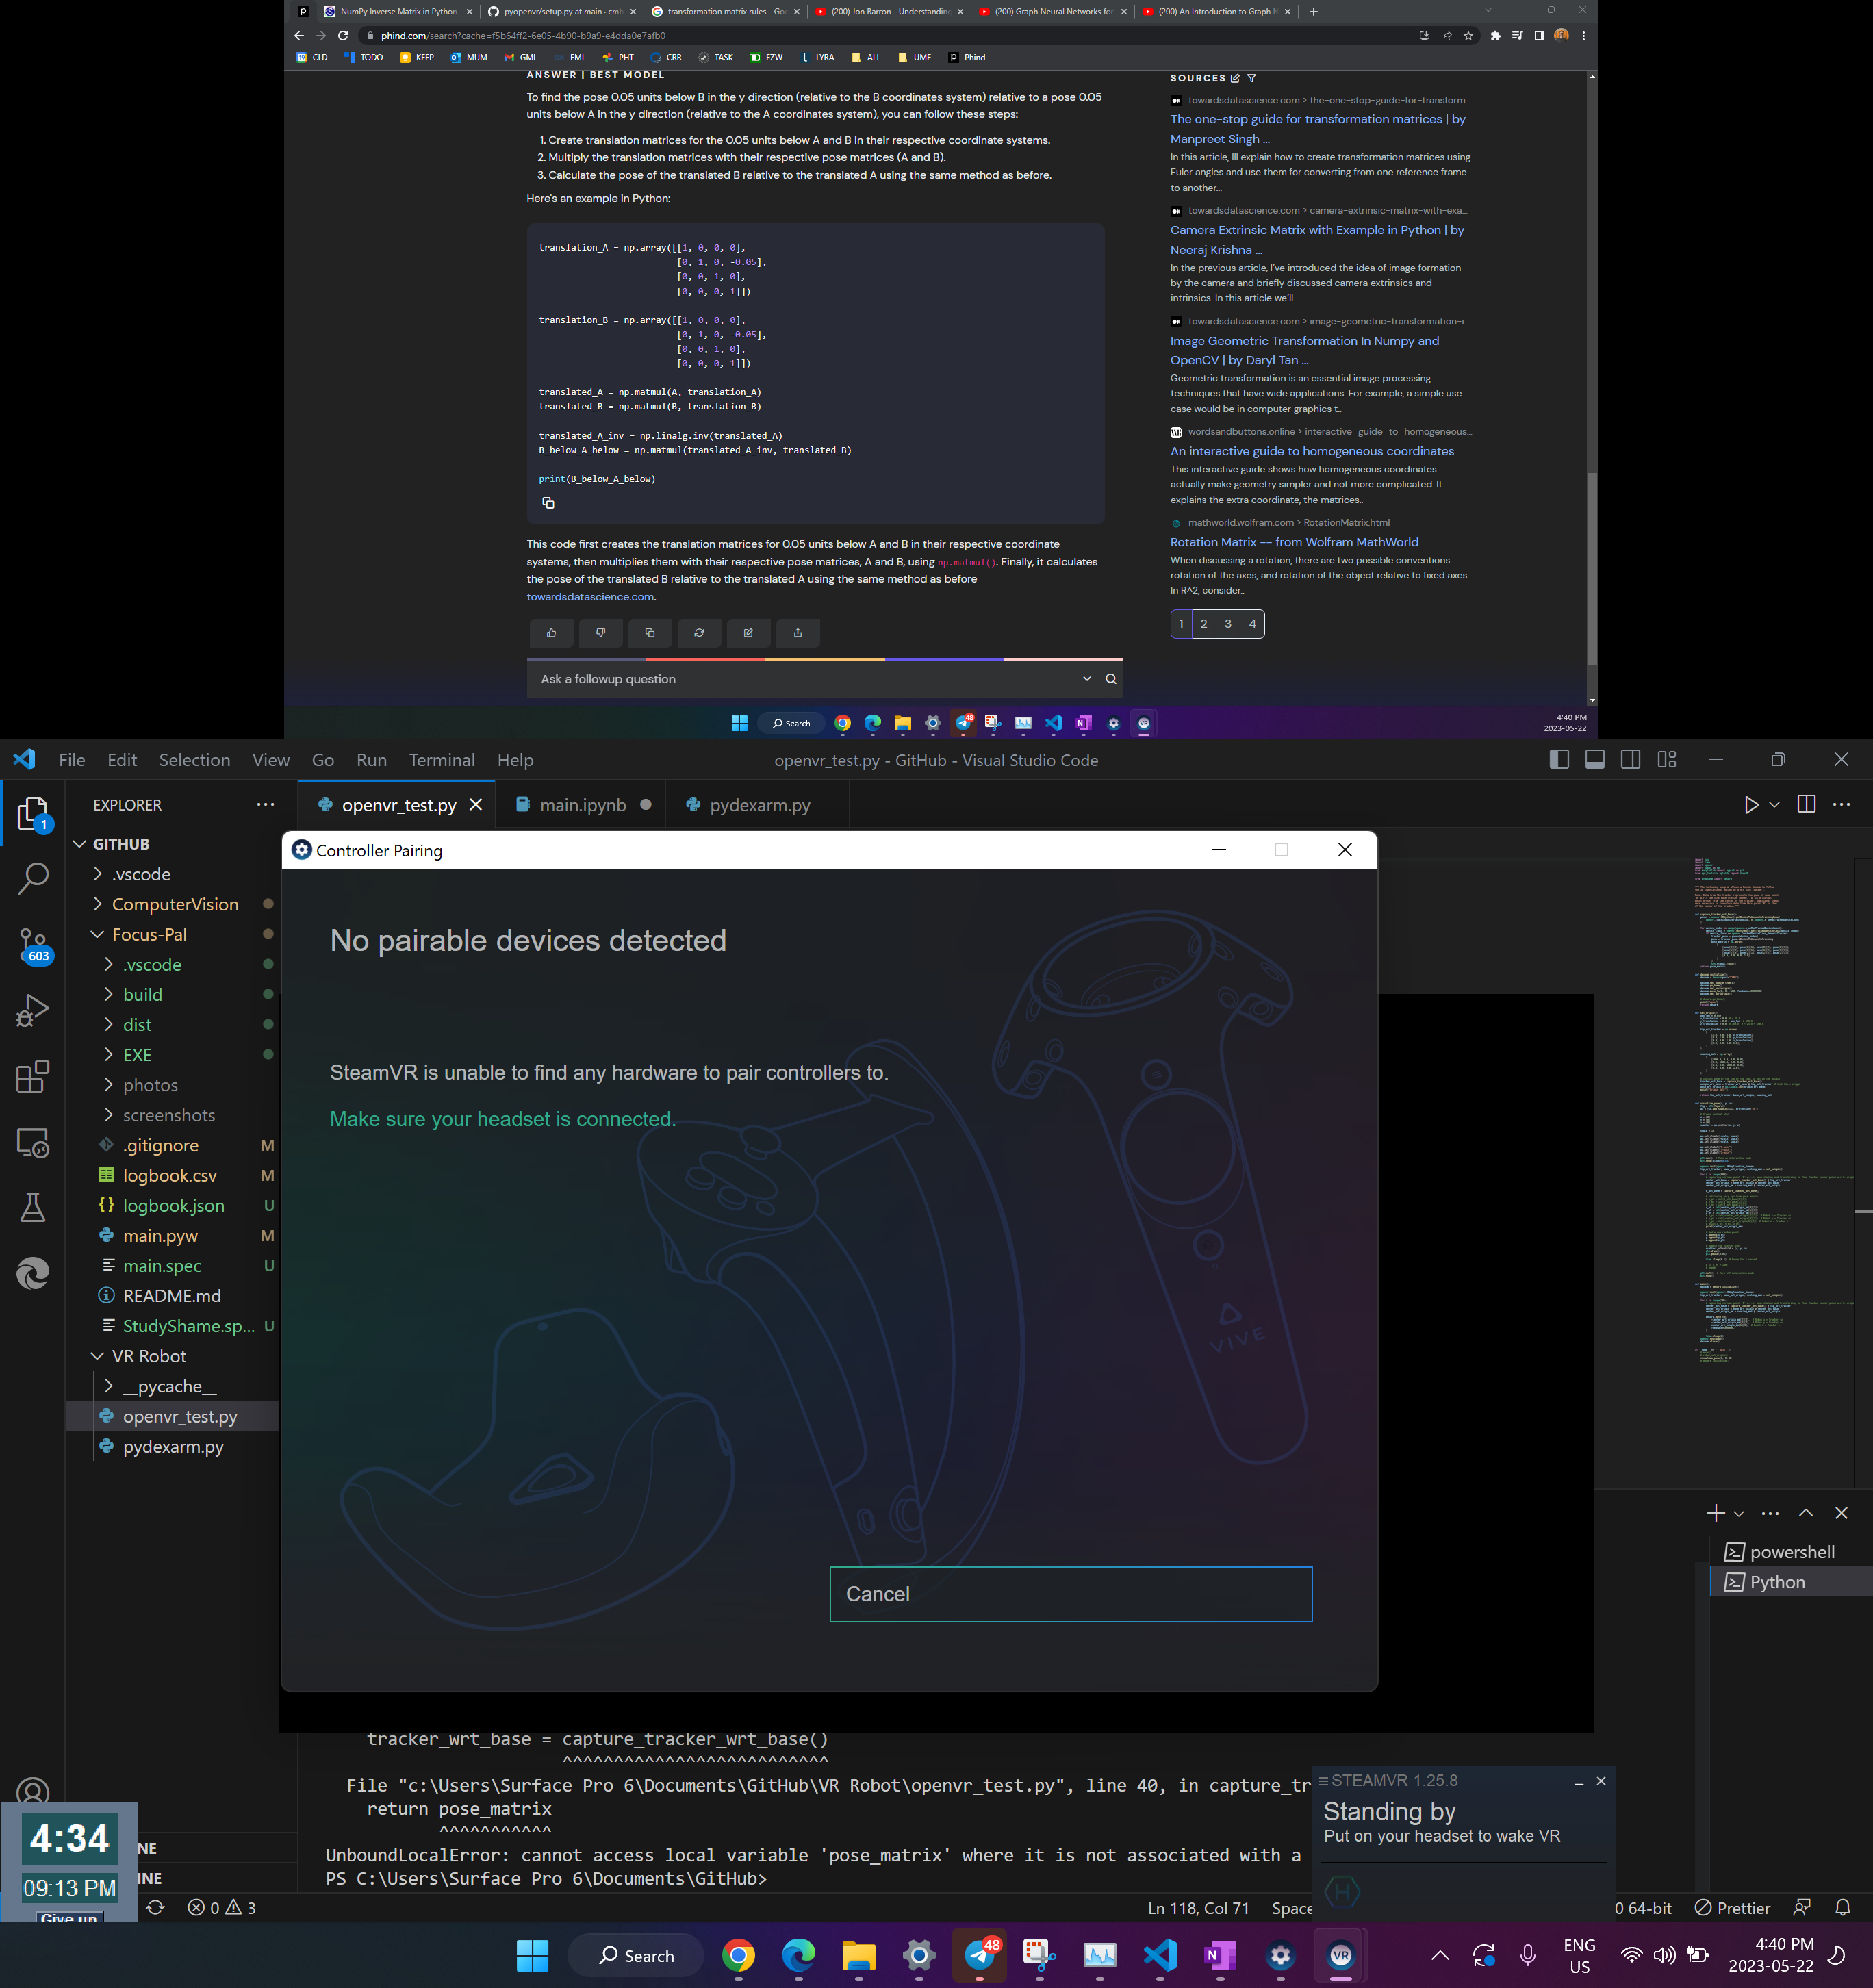 NumPy Inverse Matrix in Python
pyopenvr/setup.py at main · cmb
transformation matrix rules - Goo
(200) Jon Barron - Understanding
(200) Graph Neural Networks for
(200) An Introduction to Graph N
phind.com/search?cache=f5b64ff2-6e05-4b90-b9a9-e4dda0e7afb0
CLD TODO KEEP MUM GML EML PHT CRR TASK EZW LYRA ALL UME Phind
ANSWER | BEST MODEL
To find the pose 0.05 units below B in the y direction (relative to the B coordinates system) relative to a pose 0.05
units below A in the y direction (relative to the A coordinates system), you can follow these steps:
1. Create translation matrices for the 0.05 units below A and B in their respective coordinate systems.
2. Multiply the translation matrices with their respective pose matrices (A and B).
3. Calculate the pose of the translated B relative to the translated A using the same method as before.
Here's an example in Python:
translation_A = np.array([[1, 0, 0, 0],
[0, 1, 0, -0.05],
[0, 0, 1, 0],
[0, 0, 0, 1]])
translation_B = np.array([[1, 0, 0, 0],
[0, 1, 0, -0.05],
[0, 0, 1, 0],
[0, 0, 0, 1]])
translated_A = np.matmul(A, translation_A)
translated_B = np.matmul(B, translation_B)
translated_A_inv = np.linalg.inv(translated_A)
B_below_A_below = np.matmul(translated_A_inv, translated_B)
print(B_below_A_below)
This code first creates the translation matrices for 0.05 units below A and B in their respective coordinate
systems, then multiplies them with their respective pose matrices, A and B, using np.matmul(). Finally, it calculates
the pose of the translated B relative to the translated A using the same method as before
towardsdatascience.com.
Ask a followup question
SOURCES
towardsdatascience.com > the-one-stop-guide-for-transform...
The one-stop guide for transformation matrices | by
Manpreet Singh ...
In this article, Ill explain how to create transformation matrices using
Euler angles and use them for converting from one reference frame
to another...
towardsdatascience.com > camera-extrinsic-matrix-with-exa...
Camera Extrinsic Matrix with Example in Python | by
Neeraj Krishna ...
In the previous article, I've introduced the idea of image formation
by the camera and briefly discussed camera extrinsics and
intrinsics. In this article we'll..
towardsdatascience.com > image-geometric-transformation-i...
Image Geometric Transformation In Numpy and
OpenCV | by Daryl Tan ...
Geometric transformation is an essential image processing
techniques that have wide applications. For example, a simple use
case would be in computer graphics t..
wordsandbuttons.online > interactive_guide_to_homogeneous...
An interactive guide to homogeneous coordinates
This interactive guide shows how homogeneous coordinates
actually make geometry simpler and not more complicated. It
explains the extra coordinate, the matrices..
mathworld.wolfram.com > RotationMatrix.html
Rotation Matrix -- from Wolfram MathWorld
When discussing a rotation, there are two possible conventions:
rotation of the axes, and rotation of the object relative to fixed axes.
In R^2, consider..
1 2 3 4
Search
48
4:40 PM
2023-05-22
File Edit Selection View Go Run Terminal Help
openvr_test.py - GitHub - Visual Studio Code
EXPLORER
openvr_test.py
main.ipynb
pydexarm.py
1
603
GITHUB
.vscode
ComputerVision
Focus-Pal
.vscode
build
dist
EXE
photos
screenshots
.gitignore M
logbook.csv M
logbook.json U
main.pyw M
main.spec U
README.md
StudyShame.sp... U
VR Robot
__pycache__
openvr_test.py
pydexarm.py
Controller Pairing
No pairable devices detected
SteamVR is unable to find any hardware to pair controllers to.
Make sure your headset is connected.
VIVE
Cancel
powershell
Python
tracker_wrt_base = capture_tracker_wrt_base()
^^^^^^^^^^^^^^^^^^^^^^^^^^
File "c:\Users\Surface Pro 6\Documents\GitHub\VR Robot\openvr_test.py", line 40, in capture_tr
return pose_matrix
^^^^^^^^^^^
UnboundLocalError: cannot access local variable 'pose_matrix' where it is not associated with a
PS C:\Users\Surface Pro 6\Documents\GitHub>
STEAMVR 1.25.8
Standing by
Put on your headset to wake VR
4:34
09:13 PM
Give up
NE
INE
0 3
Ln 118, Col 71 Space
0 64-bit Prettier
Search
48
ENG
US
4:40 PM
2023-05-22